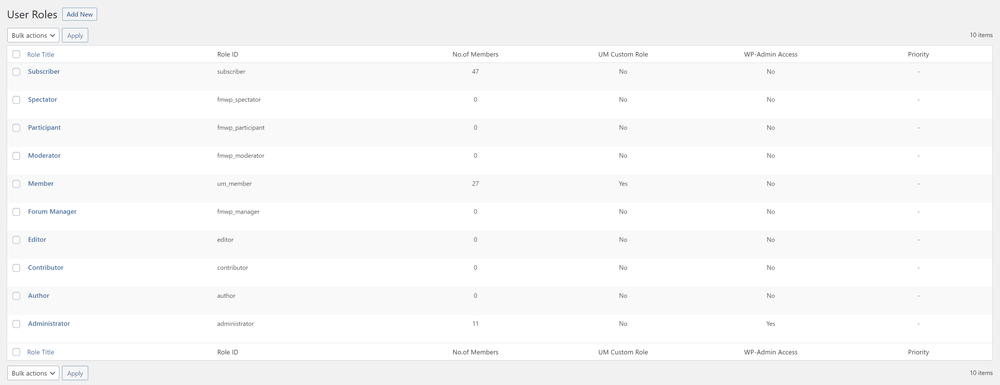 User Roles Add New
Bulk actions Apply 10 items
Role Title Role ID No.of Members UM Custom Role WP-Admin Access Priority
Subscriber subscriber 47 No No -
Spectator fmwp_spectator 0 No No -
Participant fmwp_participant 0 No No -
Moderator fmwp_moderator 0 No No -
Member um_member 27 Yes No -
Forum Manager fmwp_manager 0 No No -
Editor editor 0 No No -
Contributor contributor 0 No No -
Author author 0 No No -
Administrator administrator 11 No Yes -
Role Title Role ID No.of Members UM Custom Role WP-Admin Access Priority
Bulk actions Apply 10 items